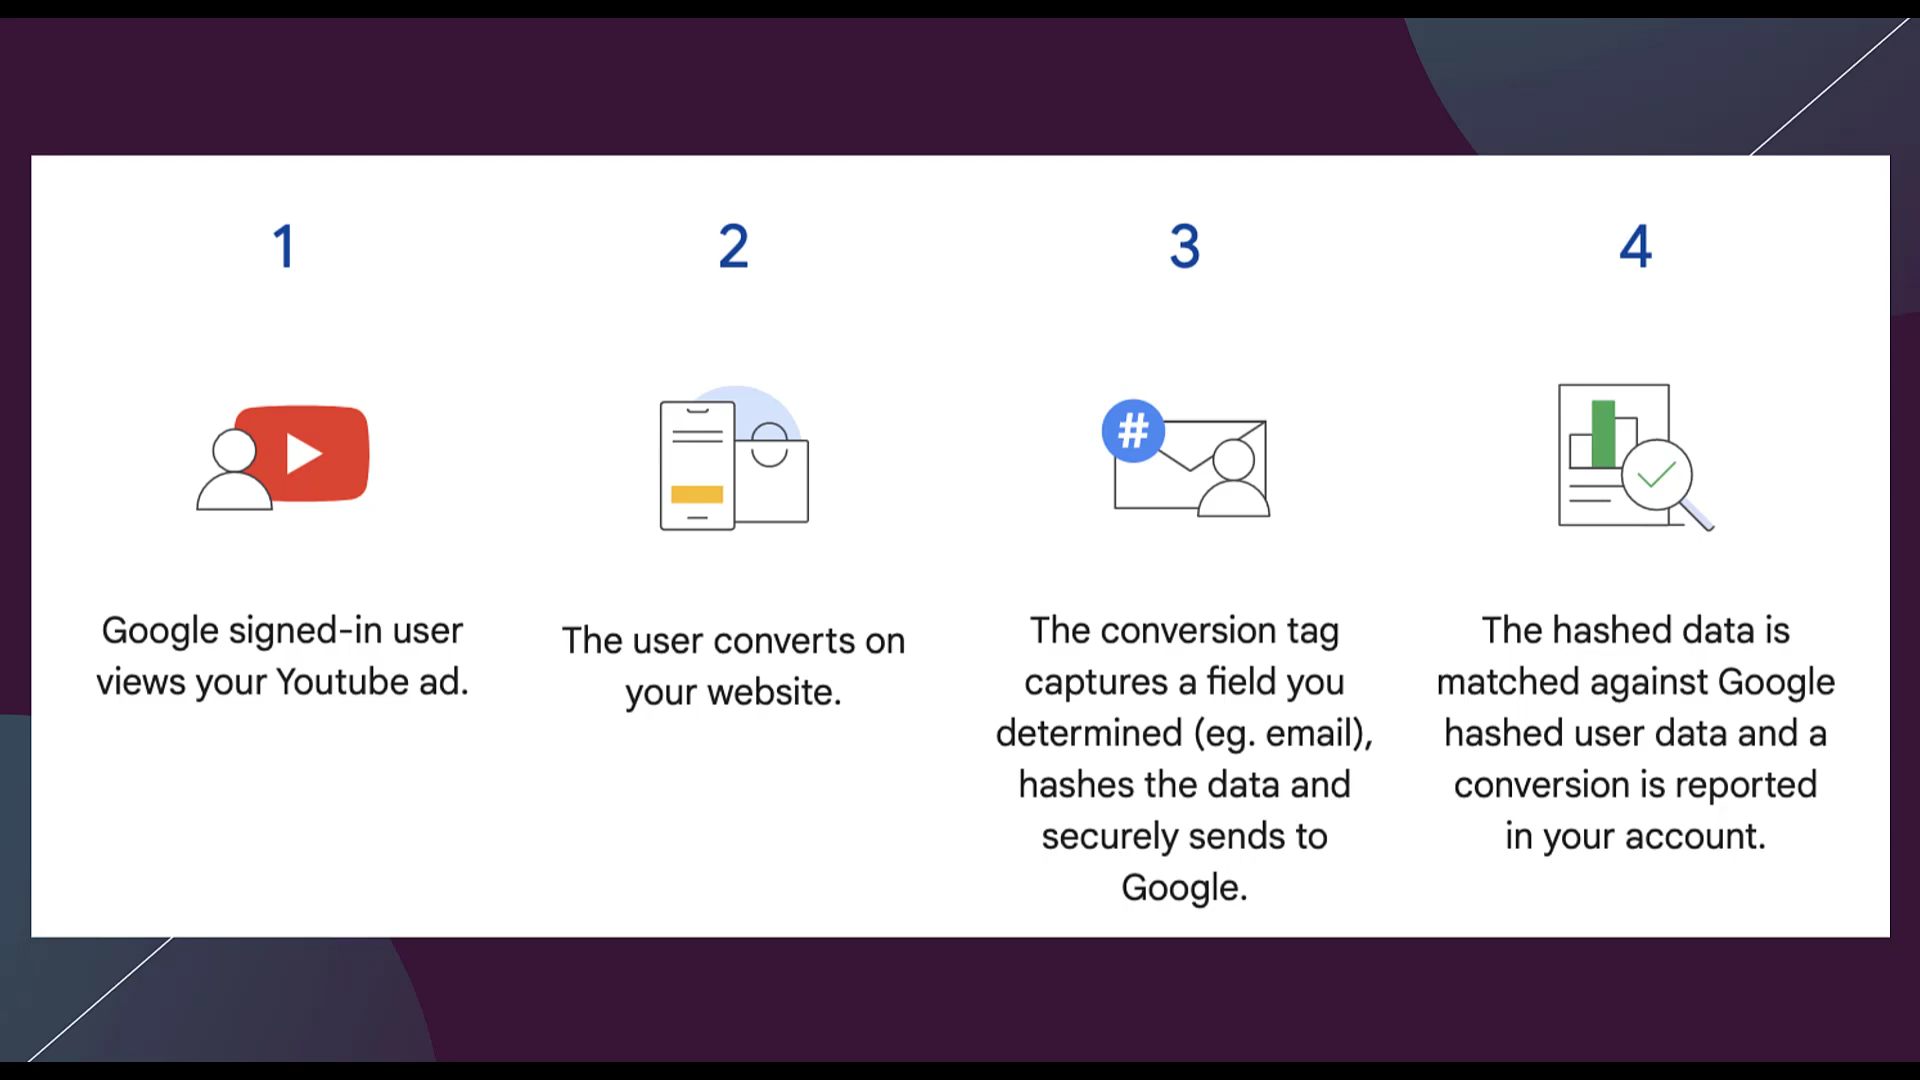 1
Google signed-in user
views your Youtube ad.
2
The user converts on
your website.
3
#
The conversion tag
captures a field you
determined (eg. email),
hashes the data and
securely sends to
Google.
4
The hashed data is
matched against Google
hashed user data and a
conversion is reported
in your account.